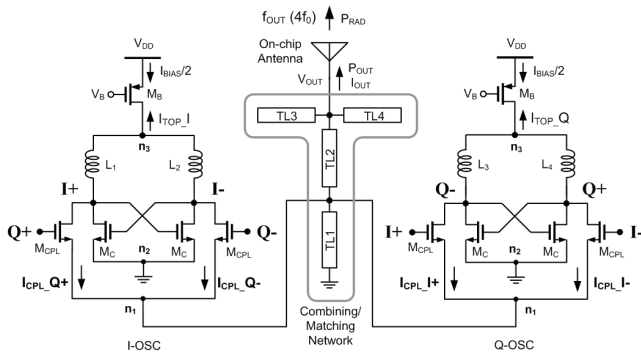 f_OUT (4f_0)
P_RAD
On-chip
Antenna
V_OUT
P_OUT
I_OUT
TL3
TL4
TL2
TL1
Combining/
Matching
Network
V_DD
I_BIAS/2
V_B
M_B
I_TOP_I
n_3
L_1
L_2
I+
I-
Q+
Q-
M_CPL
M_C
M_C
M_CPL
n_2
I_CPL_Q+
I_CPL_Q-
n_1
I-OSC
V_DD
I_BIAS/2
V_B
M_B
I_TOP_Q
n_3
L_3
L_4
Q-
Q+
I+
I-
M_CPL
M_C
M_C
M_CPL
n_2
I_CPL_I+
I_CPL_I-
n_1
Q-OSC